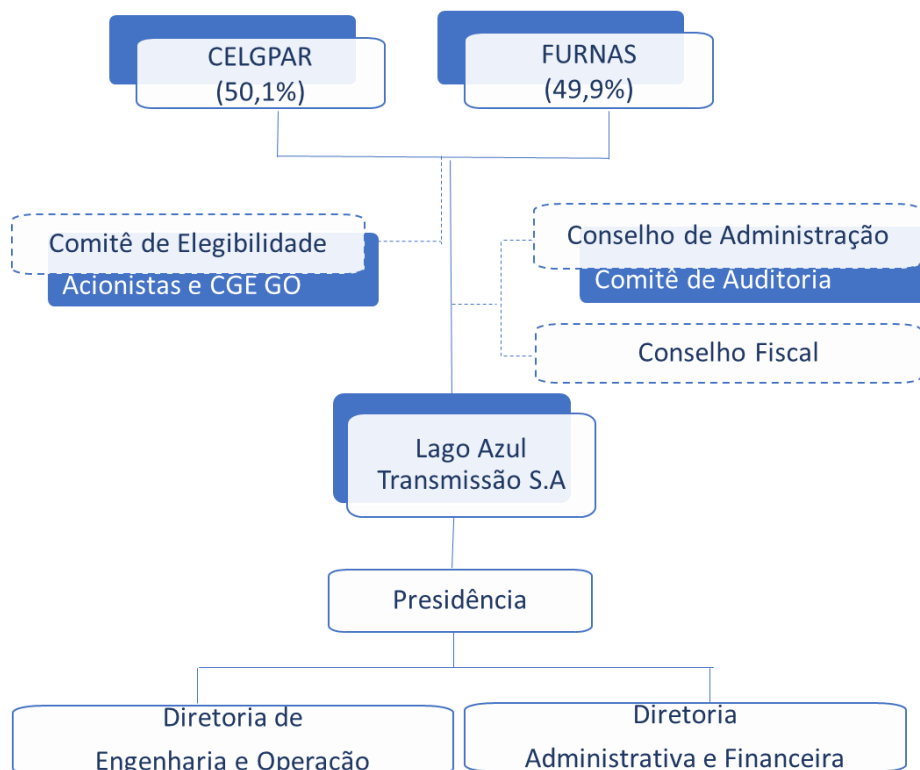 CELGPAR
(50,1%)
FURNAS
(49,9%)
Comitê de Elegibilidade
Acionistas e CGE GO
Conselho de Administração
Comitê de Auditoria
Conselho Fiscal
Lago Azul
Transmissão S.A
Presidência
Diretoria de
Engenharia e Operação
Diretoria
Administrativa e Financeira